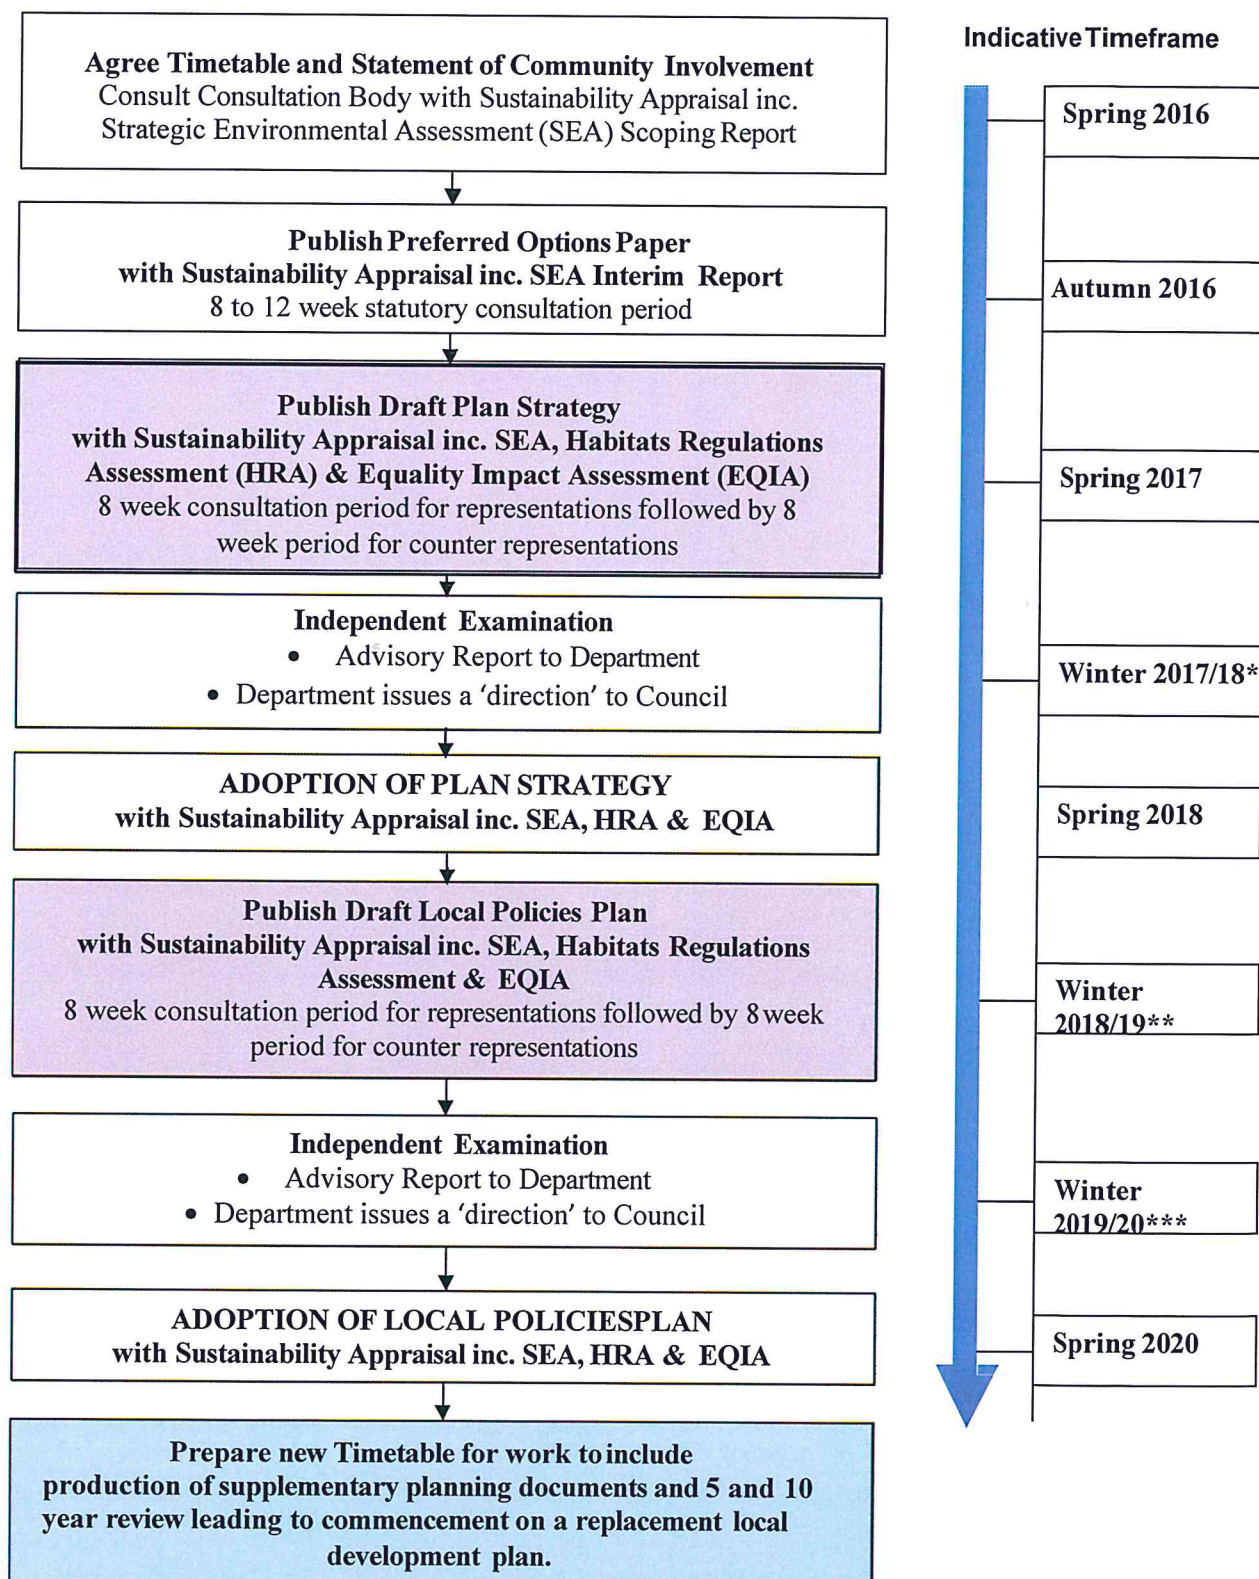 Agree Timetable and Statement of Community Involvement
Consult Consultation Body with Sustainability Appraisal inc.
Strategic Environmental Assessment (SEA) Scoping Report
Publish Preferred Options Paper
with Sustainability Appraisal inc. SEA Interim Report
8 to 12 week statutory consultation period
Publish Draft Plan Strategy
with Sustainability Appraisal inc. SEA, Habitats Regulations
Assessment (HRA) & Equality Impact Assessment (EQIA)
8 week consultation period for representations followed by 8
week period for counter representations
Independent Examination
• Advisory Report to Department
• Department issues a ‘direction’ to Council
ADOPTION OF PLAN STRATEGY
with Sustainability Appraisal inc. SEA, HRA & EQIA
Publish Draft Local Policies Plan
with Sustainability Appraisal inc. SEA, Habitats Regulations
Assessment & EQIA
8 week consultation period for representations followed by 8 week
period for counter representations
Independent Examination
• Advisory Report to Department
• Department issues a ‘direction’ to Council
ADOPTION OF LOCAL POLICIESPLAN
with Sustainability Appraisal inc. SEA, HRA & EQIA
Prepare new Timetable for work to include
production of supplementary planning documents and 5 and 10
year review leading to commencement on a replacement local
development plan.
Indicative Timeframe
Spring 2016
Autumn 2016
Spring 2017
Winter 2017/18*
Spring 2018
Winter
2018/19**
Winter
2019/20***
Spring 2020